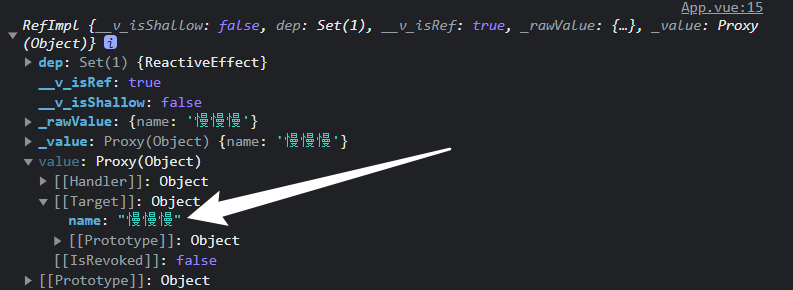 App.vue:15
RefImpl {__v_isShallow: false, dep: Set(1), __v_isRef: true, _rawValue: {…}, _value: Proxy
(Object)} i
dep: Set(1) {ReactiveEffect}
__v_isRef: true
__v_isShallow: false
_rawValue: {name: '慢慢慢'}
_value: Proxy(Object) {name: '慢慢慢'}
value: Proxy(Object)
[[Handler]]: Object
[[Target]]: Object
name: "慢慢慢"
[[Prototype]]: Object
[[IsRevoked]]: false
[[Prototype]]: Object